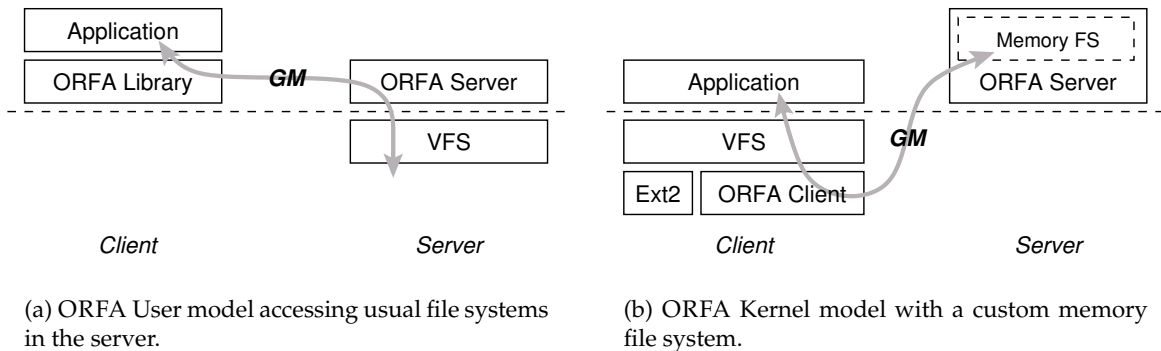 Application
ORFA Library
GM
ORFA Server
VFS
Client
Server
(a) ORFA User model accessing usual file systems
in the server.
Memory FS
ORFA Server
Application
GM
VFS
Ext2
ORFA Client
Client
Server
(b) ORFA Kernel model with a custom memory
file system.